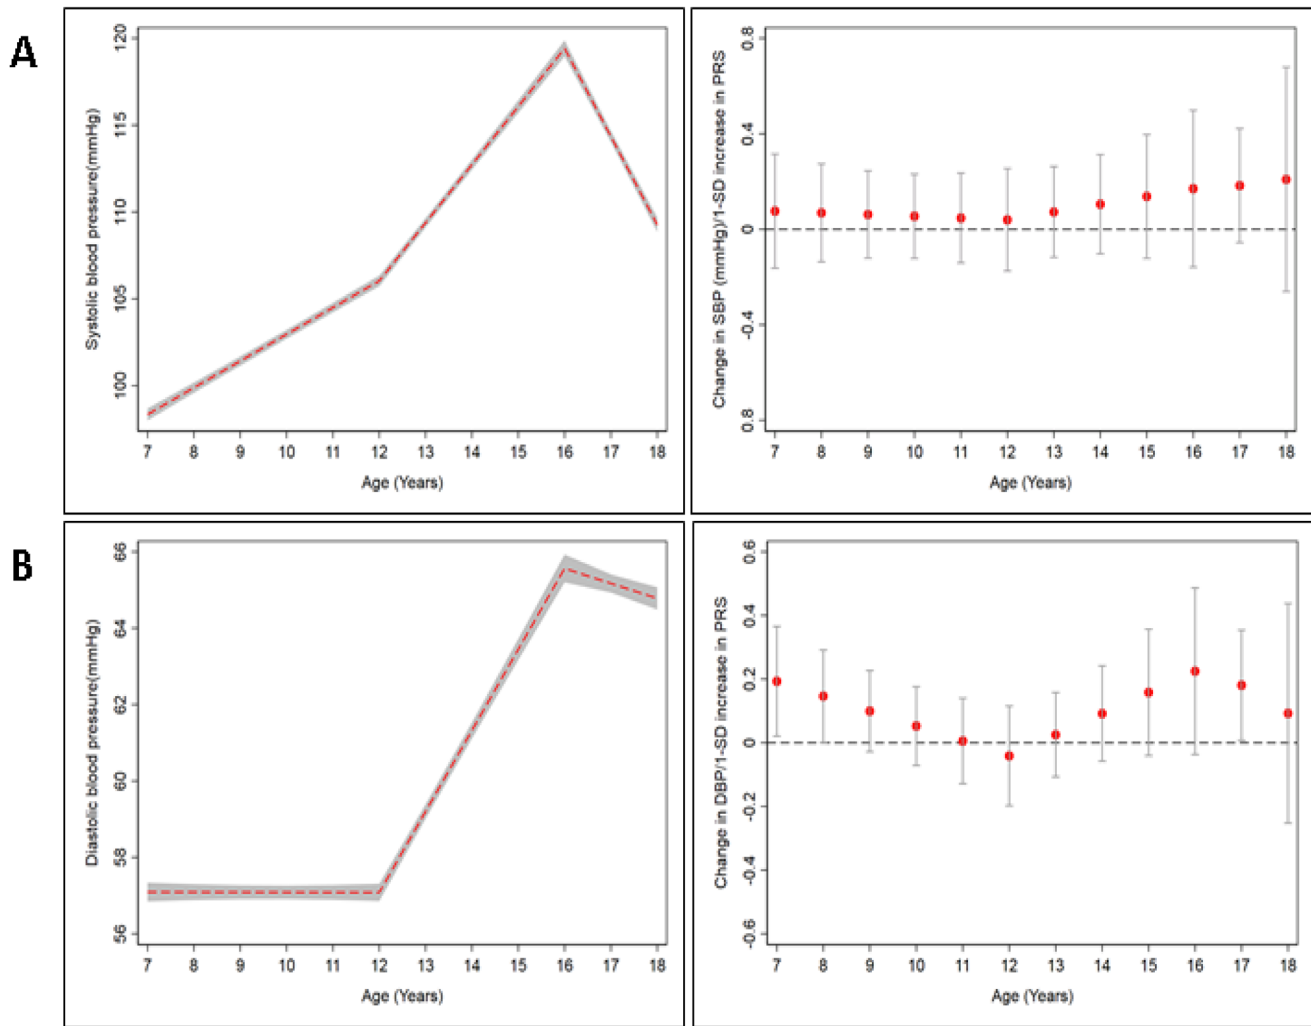 A
Systolic blood pressure(mmHg)
120
115
110
105
100
7 8 9 10 11 12 13 14 15 16 17 18
Age (Years)
Change in SBP (mmHg)/1-SD increase in PRS
0.8
0.4
0
-0.4
0.8
7 8 9 10 11 12 13 14 15 16 17 18
Age (Years)
B
Diastolic blood pressure(mmHg)
66
64
62
60
58
56
7 8 9 10 11 12 13 14 15 16 17 18
Age (Years)
Change in DBP/1-SD increase in PRS
0.6
0.4
0.2
0
-0.2
-0.4
-0.6
7 8 9 10 11 12 13 14 15 16 17 18
Age (Years)